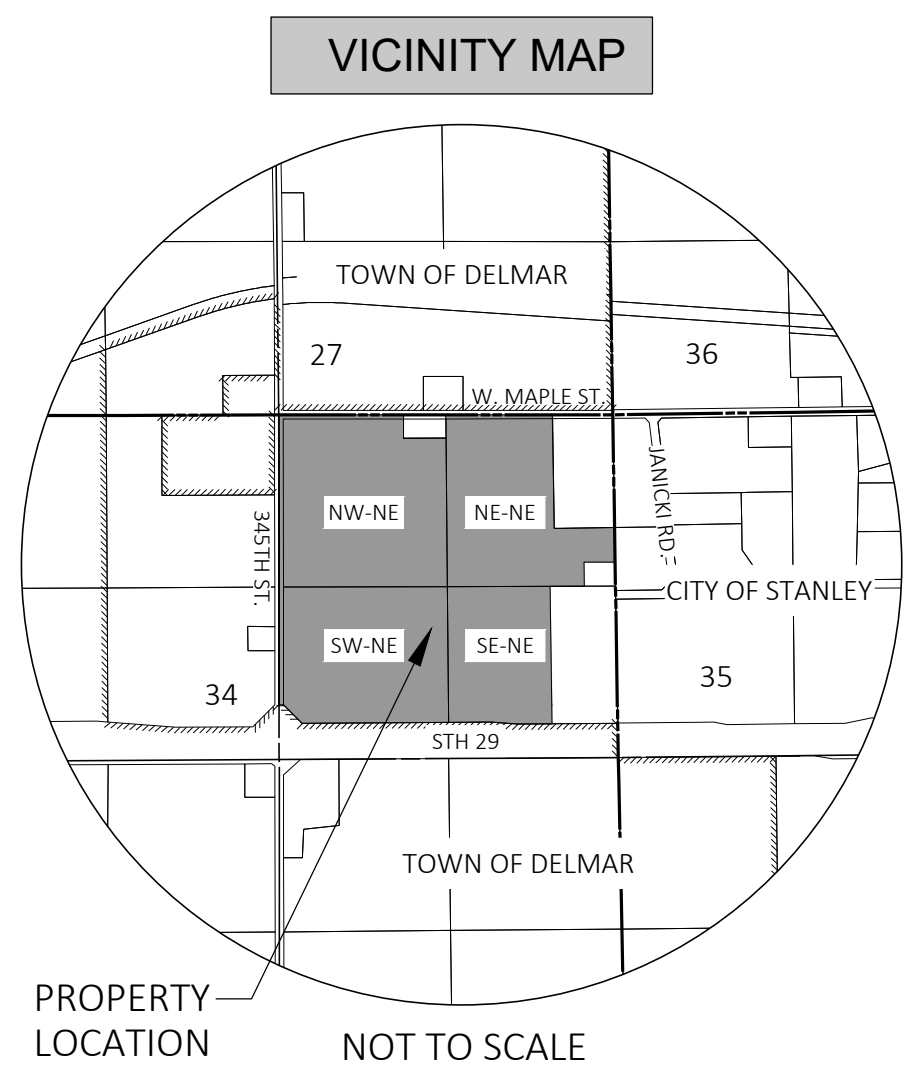 VICINITY MAP
TOWN OF DELMAR
27
36
W. MAPLE ST.
JANICKI RD.
345TH ST.
NW-NE
NE-NE
CITY OF STANLEY
SW-NE
SE-NE
34
35
STH 29
TOWN OF DELMAR
PROPERTY
LOCATION
NOT TO SCALE